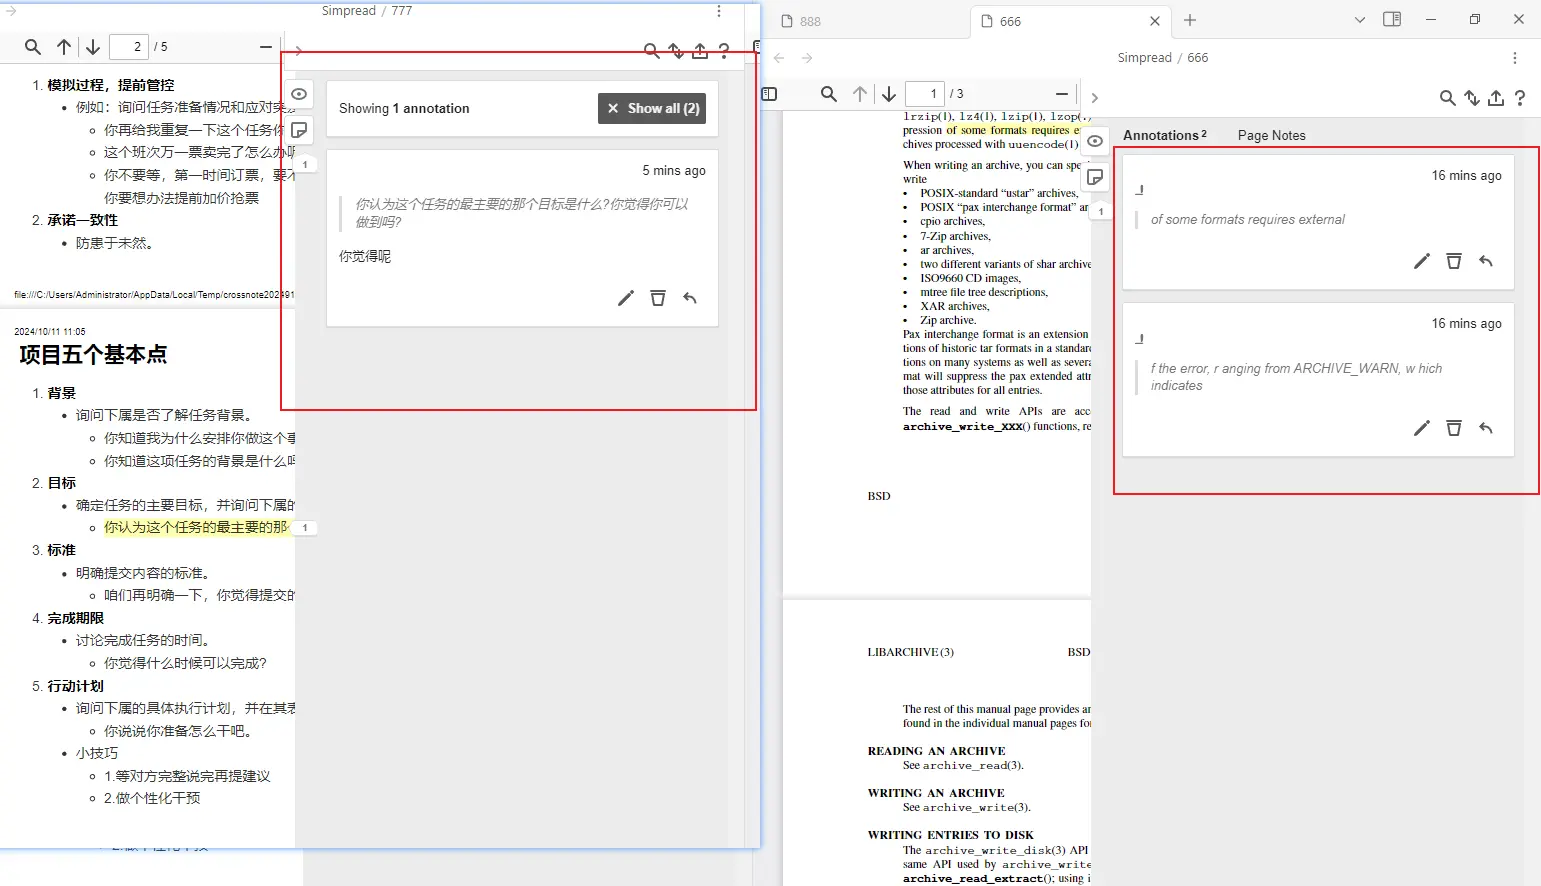 Simpread / 777
2 / 5
1. 模拟过程，提前管控
例如：询问任务准备情况和应对突
你再给我重复一下这个任务你
这个班次万一票卖完了怎么办
你不要等，第一时间订票，要不
你要想办法提前加价抢票
2. 承诺一致性
防患于未然。
file:///C:/Users/Administrator/AppData/Local/Temp/crossnote202491
2024/10/11 11:05
项目五个基本点
1. 背景
询问下属是否了解任务背景。
你知道我为什么安排你做这个事
你知道这项任务的背景是什么吗
2. 目标
确定任务的主要目标，并询问下属的
你认为这个任务的最主要的那
3. 标准
明确提交内容的标准。
咱们再明确一下，你觉得提交的
4. 完成期限
讨论完成任务的时间。
你觉得什么时候可以完成?
5. 行动计划
询问下属的具体执行计划，并在其表
你说说你准备怎么干吧。
小技巧
1.等对方完整说完再提建议
2.做个性化干预
Showing 1 annotation
× Show all (2)
1
5 mins ago
你认为这个任务的最主要的那个目标是什么?你觉得你可以
做到吗?
你觉得呢
1
888
666
Simpread / 666
1 / 3
lrzip(1), lz4(1), lzip(1), lzop(
pression of some formats requires e
chives processed with uuencode(1)
When writing an archive, you can spe
write
• POSIX-standard “ustar” archives,
• POSIX “pax interchange format” ar
• cpio archives,
• 7-Zip archives,
• ar archives,
• two different variants of shar archive
• ISO9660 CD images,
• mtree file tree descriptions,
• XAR archives,
• Zip archive.
Pax interchange format is an extension
tions of historic tar formats in a standard
tions on many systems as well as severa
mat will suppress the pax extended attr
those attributes for all entries.
The read and write APIs are acc
archive_write_XXX() functions, re
BSD
LIBARCHIVE(3) BSD
The rest of this manual page provides an
found in the individual manual pages fo
READING AN ARCHIVE
See archive_read(3).
WRITING AN ARCHIVE
See archive_write(3).
WRITING ENTRIES TO DISK
The archive_write_disk(3) API
same API used by archive_write
archive_read_extract(); using i
1
Annotations 2 Page Notes
16 mins ago
of some formats requires external
16 mins ago
f the error, r anging from ARCHIVE_WARN, w hich
indicates